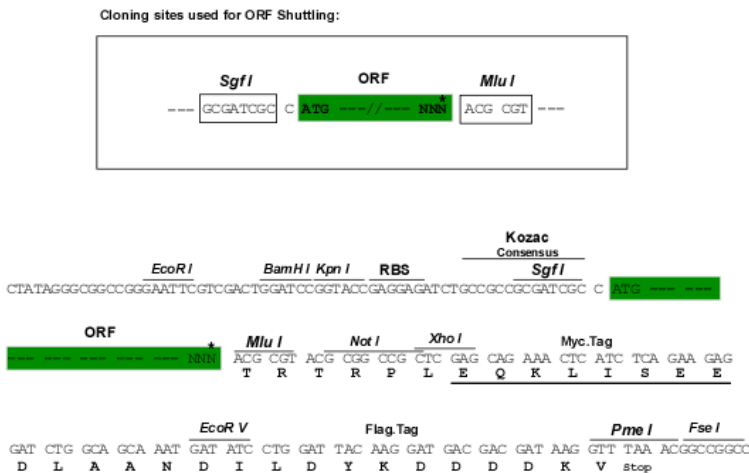 Cloning sites used for ORF Shuttling:
Sgf I ORF Mlu I
--- GCGATCGC C ATG ---//--- NNN* ACG CGT ---
Kozac
Consensus
EcoR I BamH I Kpn I RBS Sgf I
CTATAGGGCGGCCGGGAATTCGTCGACTGGATCCGGTACCGAGGAGATCTGCCGCCGCGATCGC C ATG --- ---
ORF Mlu I Not I Xho I Myc.Tag
--- --- --- --- --- --- NNN* ACG CGT ACG CGG CCG CTC GAG CAG AAA CTC ATC TCA GAA GAG
T R T R P L E Q K L I S E E
EcoR V Flag.Tag Pme I Fse I
GAT CTG GCA GCA AAT GAT ATC CTG GAT TAC AAG GAT GAC GAC GAT AAG GTT TAA ACGGCCGGCC
D L A A N D I L D Y K D D D D K V Stop